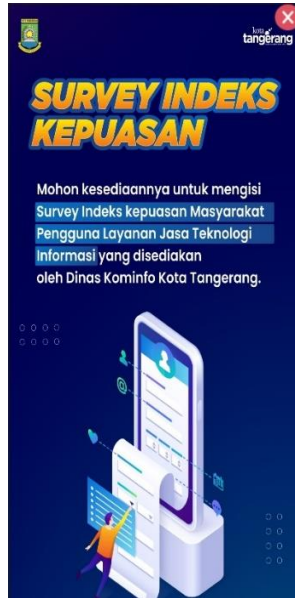 kota
tangerang
SURVEY INDEKS
KEPUASAN
Mohon kesediaannya untuk mengisi
Survey Indeks kepuasan Masyarakat
Pengguna Layanan Jasa Teknologi
Informasi yang disediakan
oleh Dinas Kominfo Kota Tangerang.